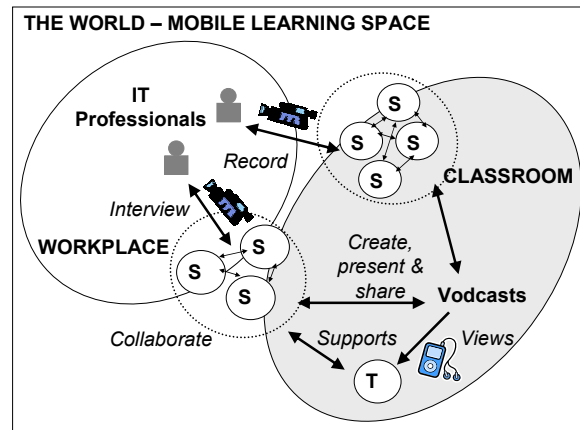 THE WORLD – MOBILE LEARNING SPACE
IT
Professionals
S
S
S
S
Record
CLASSROOM
Interview
WORKPLACE
S
S
S
Create,
present &
share
Vodcasts
Collaborate
Supports
Views
T